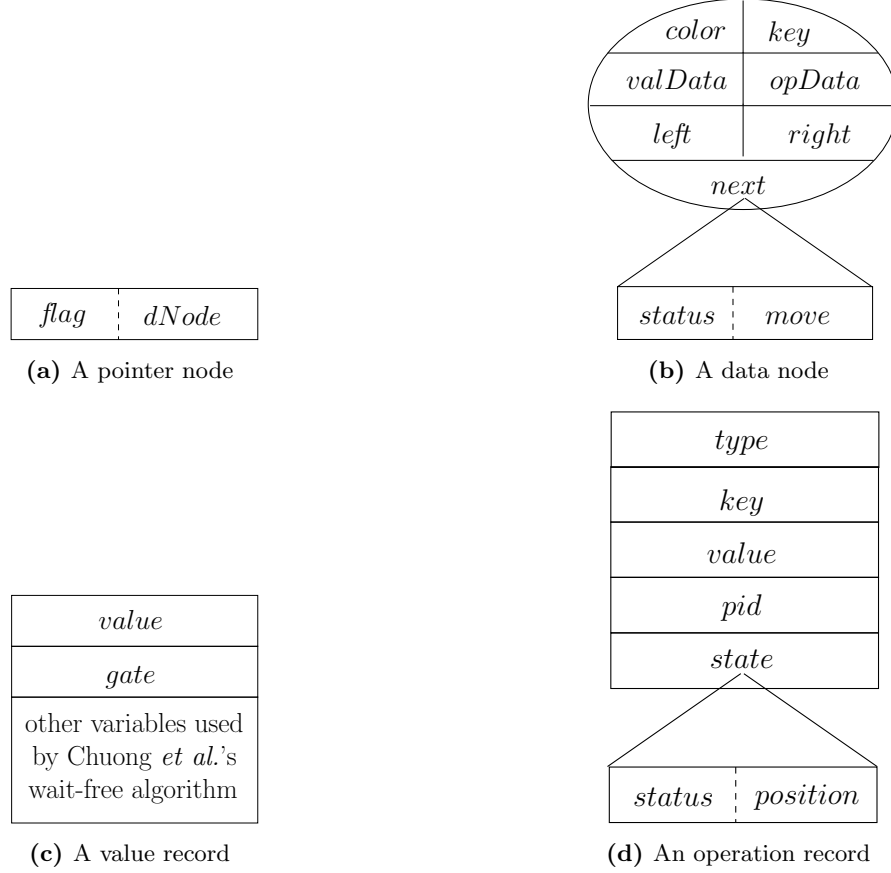 color key
valData opData
left right
next
flag dNode
status move
(a) A pointer node
(b) A data node
type
key
value
pid
state
value
gate
other variables used
by Chuong et al.'s
wait-free algorithm
status position
(c) A value record
(d) An operation record